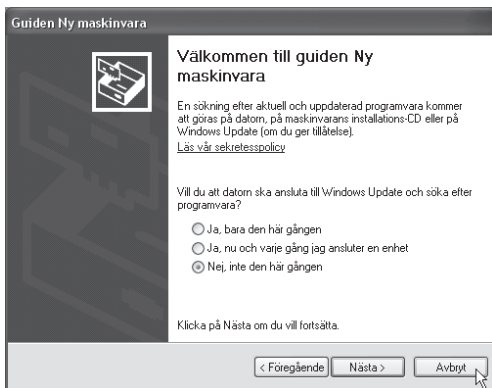 Guiden Ny maskinvara
Välkommen till guiden Ny
maskinvara
En sökning efter aktuell och uppdaterad programvara kommer
att göras på datorn, på maskinvarans installations-CD eller på
Windows Update (om du ger tillåtelse).
Läs vår sekretesspolicy
Vill du att datorn ska ansluta till Windows Update och söka efter
programvara?
Ja, bara den här gången
Ja, nu och varje gång jag ansluter en enhet
Nej, inte den här gången
Klicka på Nästa om du vill fortsätta.
< Föregående
Nästa >
Avbryt